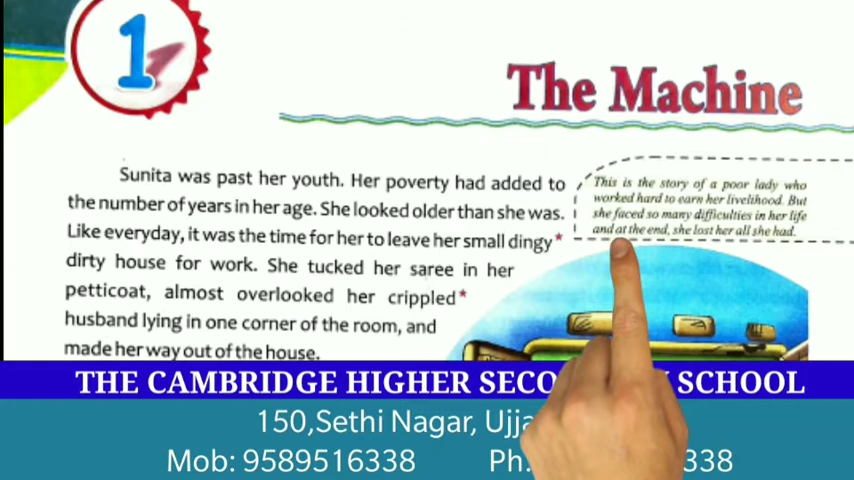 1
The Machine
Sunita was past her youth. Her poverty had added to
the number of years in her age. She looked older than she was.
Like everyday, it was the time for her to leave her small dingy*
dirty house for work. She tucked her saree in her
petticoat, almost overlooked her crippled*
husband lying in one corner of the room, and
made her way out of the house.
This is the story of a poor lady who
worked hard to earn her livelihood. But
she faced so many difficulties in her life
and at the end, she lost her all she had.
THE CAMBRIDGE HIGHER SCHOOL
150,Sethi Nagar,
Mob: 9589516338 Ph.